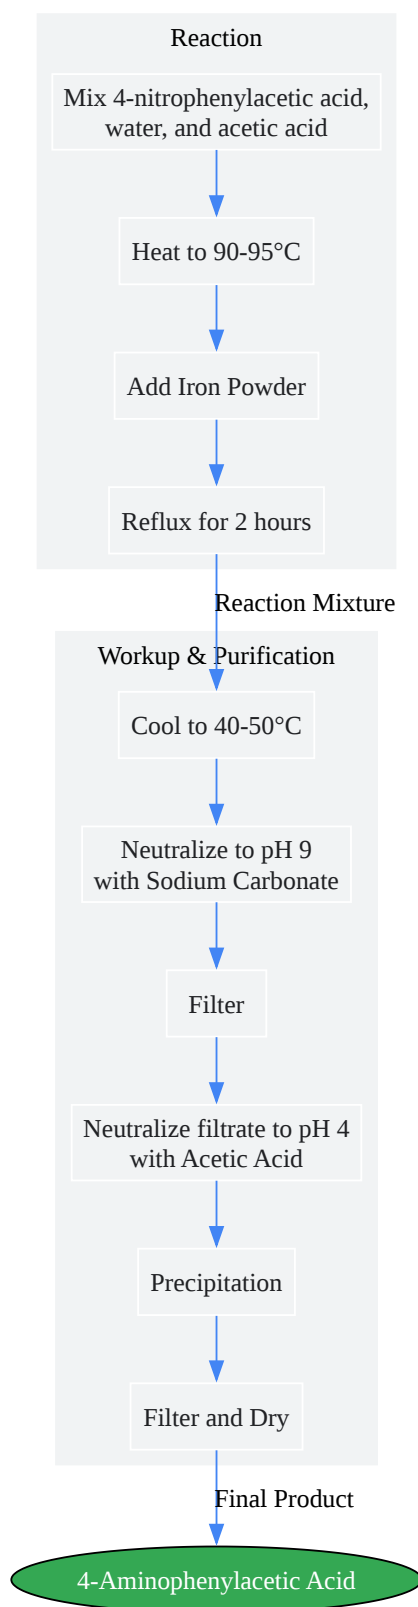 Reaction
Mix 4-nitrophenylacetic acid,
water, and acetic acid
Heat to 90-95°C
Add Iron Powder
Reflux for 2 hours
Reaction Mixture
Workup & Purification
Cool to 40-50°C
Neutralize to pH 9
with Sodium Carbonate
Filter
Neutralize filtrate to pH 4
with Acetic Acid
Precipitation
Filter and Dry
Final Product
4-Aminophenylacetic Acid